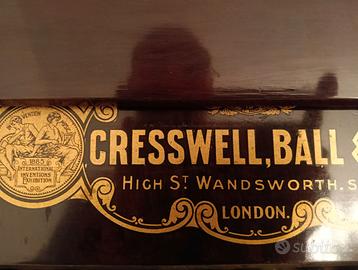 1885
INTERNATIONAL
INVENTIONS
EXHIBITION
CRESSWELL, BALL &
HIGH ST WANDSWORTH. S
LONDON.
subito